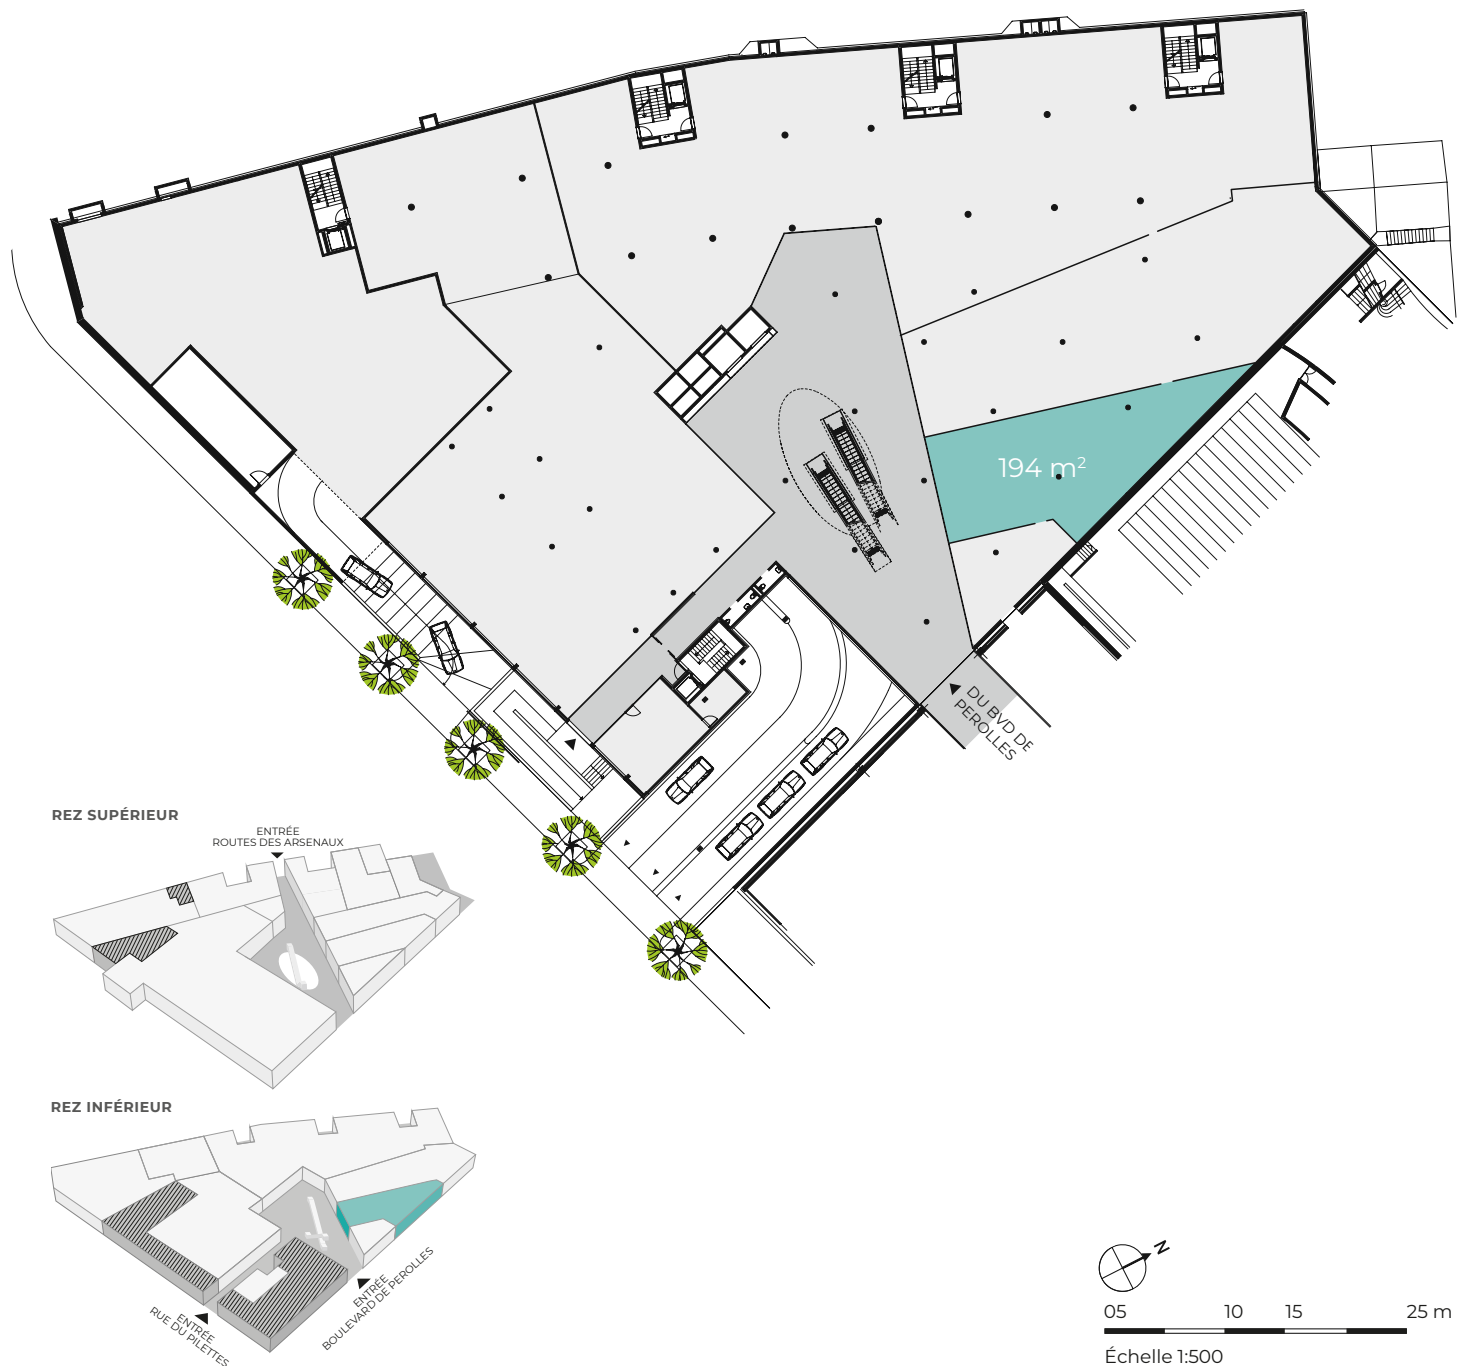 194 m²
DU BVD DE
PEROLLES
REZ SUPÉRIEUR
ENTRÉE
ROUTES DES ARSENAUX
REZ INFÉRIEUR
ENTRÉE
BOULEVARD DE PEROLLES
ENTRÉE
RUE DU PILETTES
N
05 10 15 25 m
Échelle 1:500